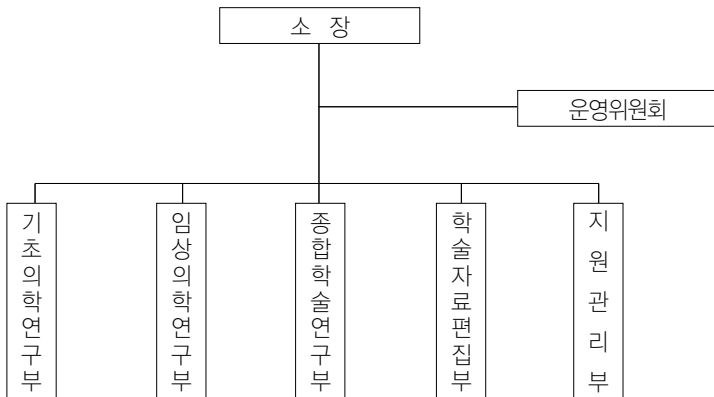 소 장
운영위원회
기초의학연구부
임상의학연구부
종합학술연구부
학술자료편집부
지원관리부